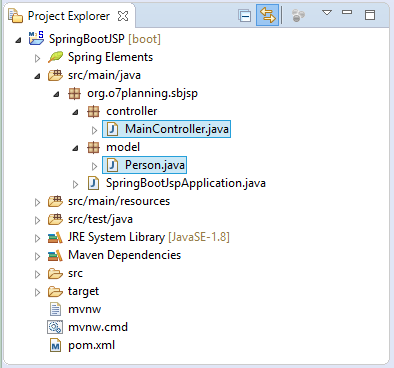 Project Explorer
SpringBootJSP [boot]
Spring Elements
src/main/java
org.o7planning.sbjsp
controller
MainController.java
model
Person.java
SpringBootJspApplication.java
src/main/resources
src/test/java
JRE System Library [JavaSE-1.8]
Maven Dependencies
src
target
mvnw
mvnw.cmd
pom.xml